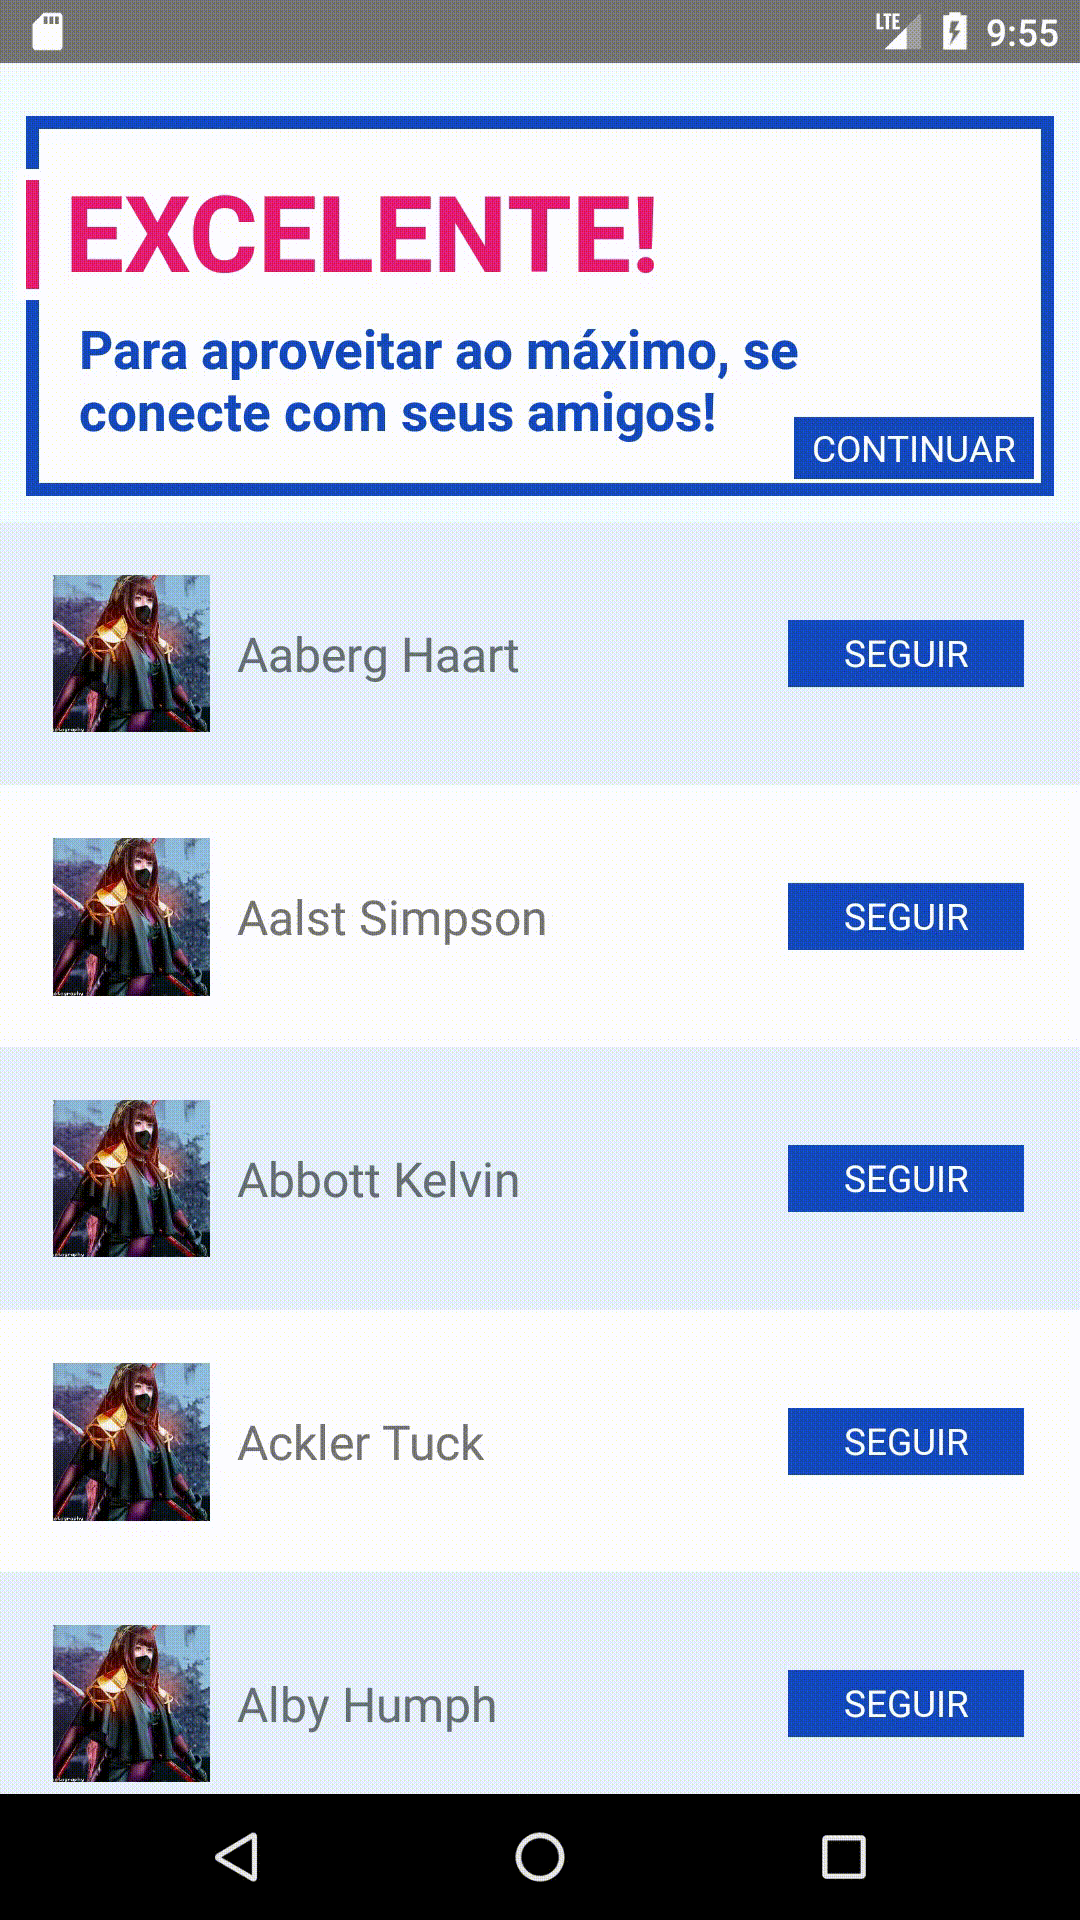 LTE 9:55
EXCELENTE!
Para aproveitar ao máximo, se
conecte com seus amigos!
CONTINUAR
Aaberg Haart
SEGUIR
Aalst Simpson
SEGUIR
Abbott Kelvin
SEGUIR
Ackler Tuck
SEGUIR
Alby Humph
SEGUIR